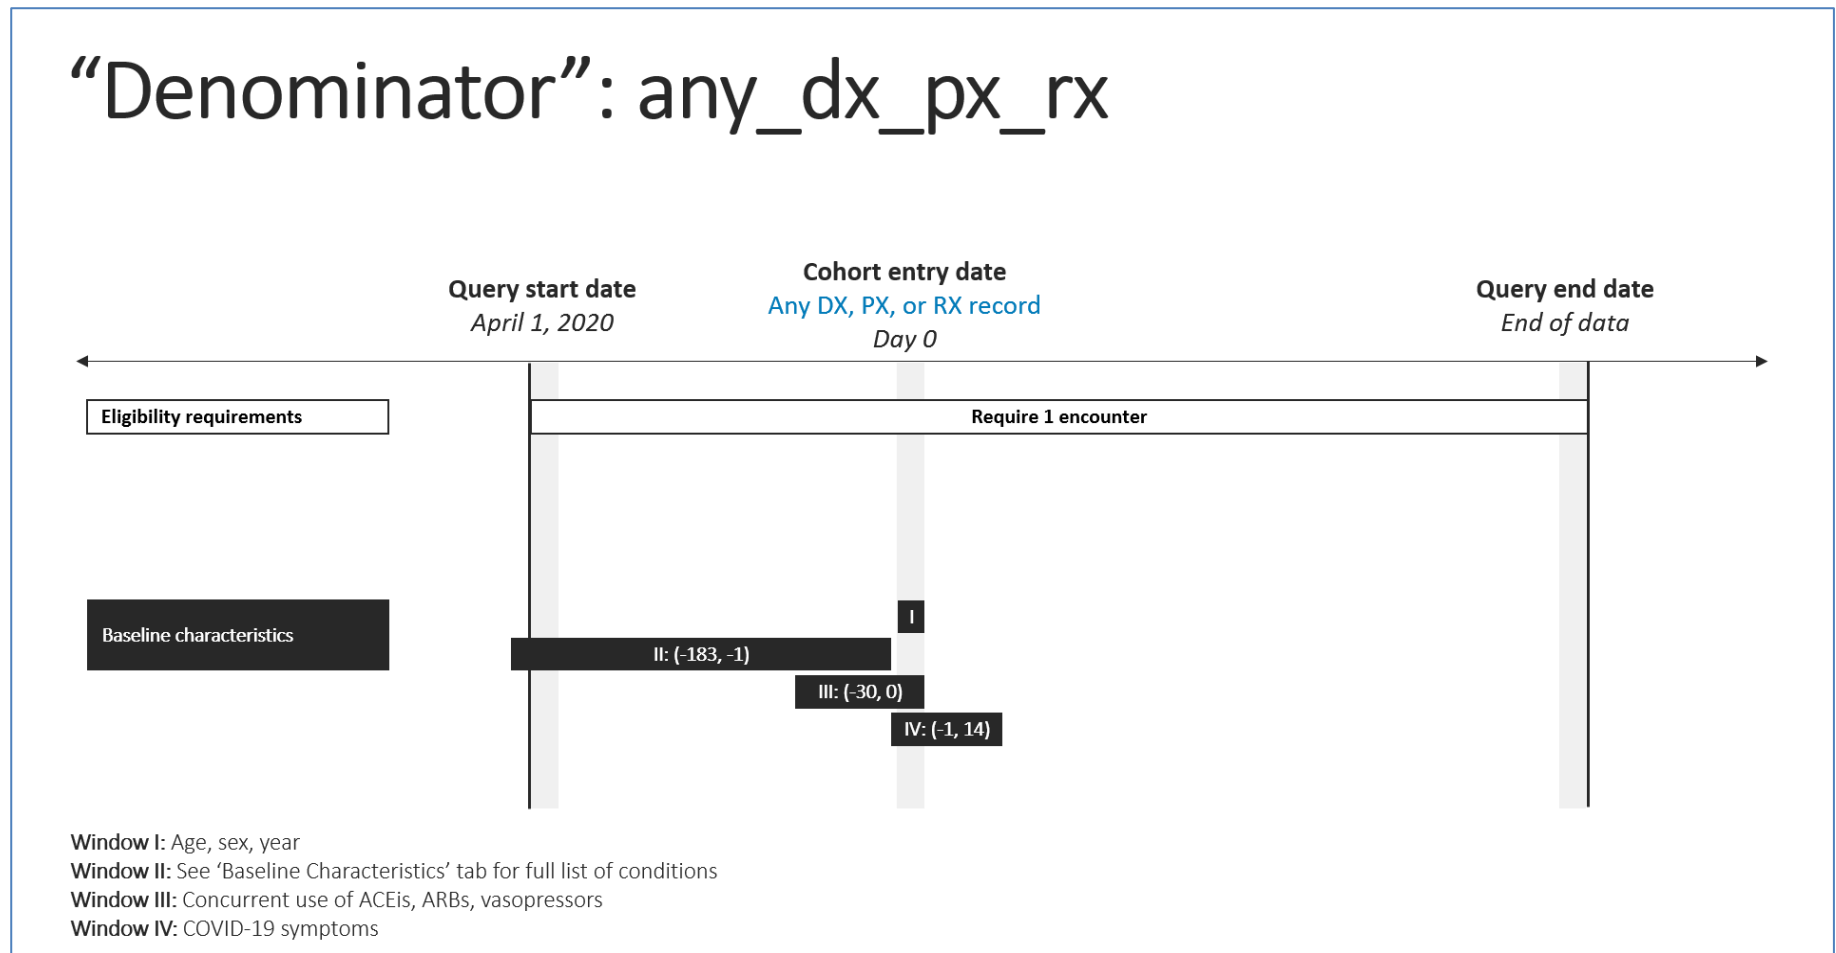 “Denominator”: any_dx_px_rx
Query start date
April 1, 2020
Cohort entry date
Any DX, PX, or RX record
Day 0
Query end date
End of data
Eligibility requirements
Require 1 encounter
Baseline characteristics
I
II: (-183, -1)
III: (-30, 0)
IV: (-1, 14)
Window I: Age, sex, year
Window II: See ‘Baseline Characteristics’ tab for full list of conditions
Window III: Concurrent use of ACEis, ARBs, vasopressors
Window IV: COVID-19 symptoms